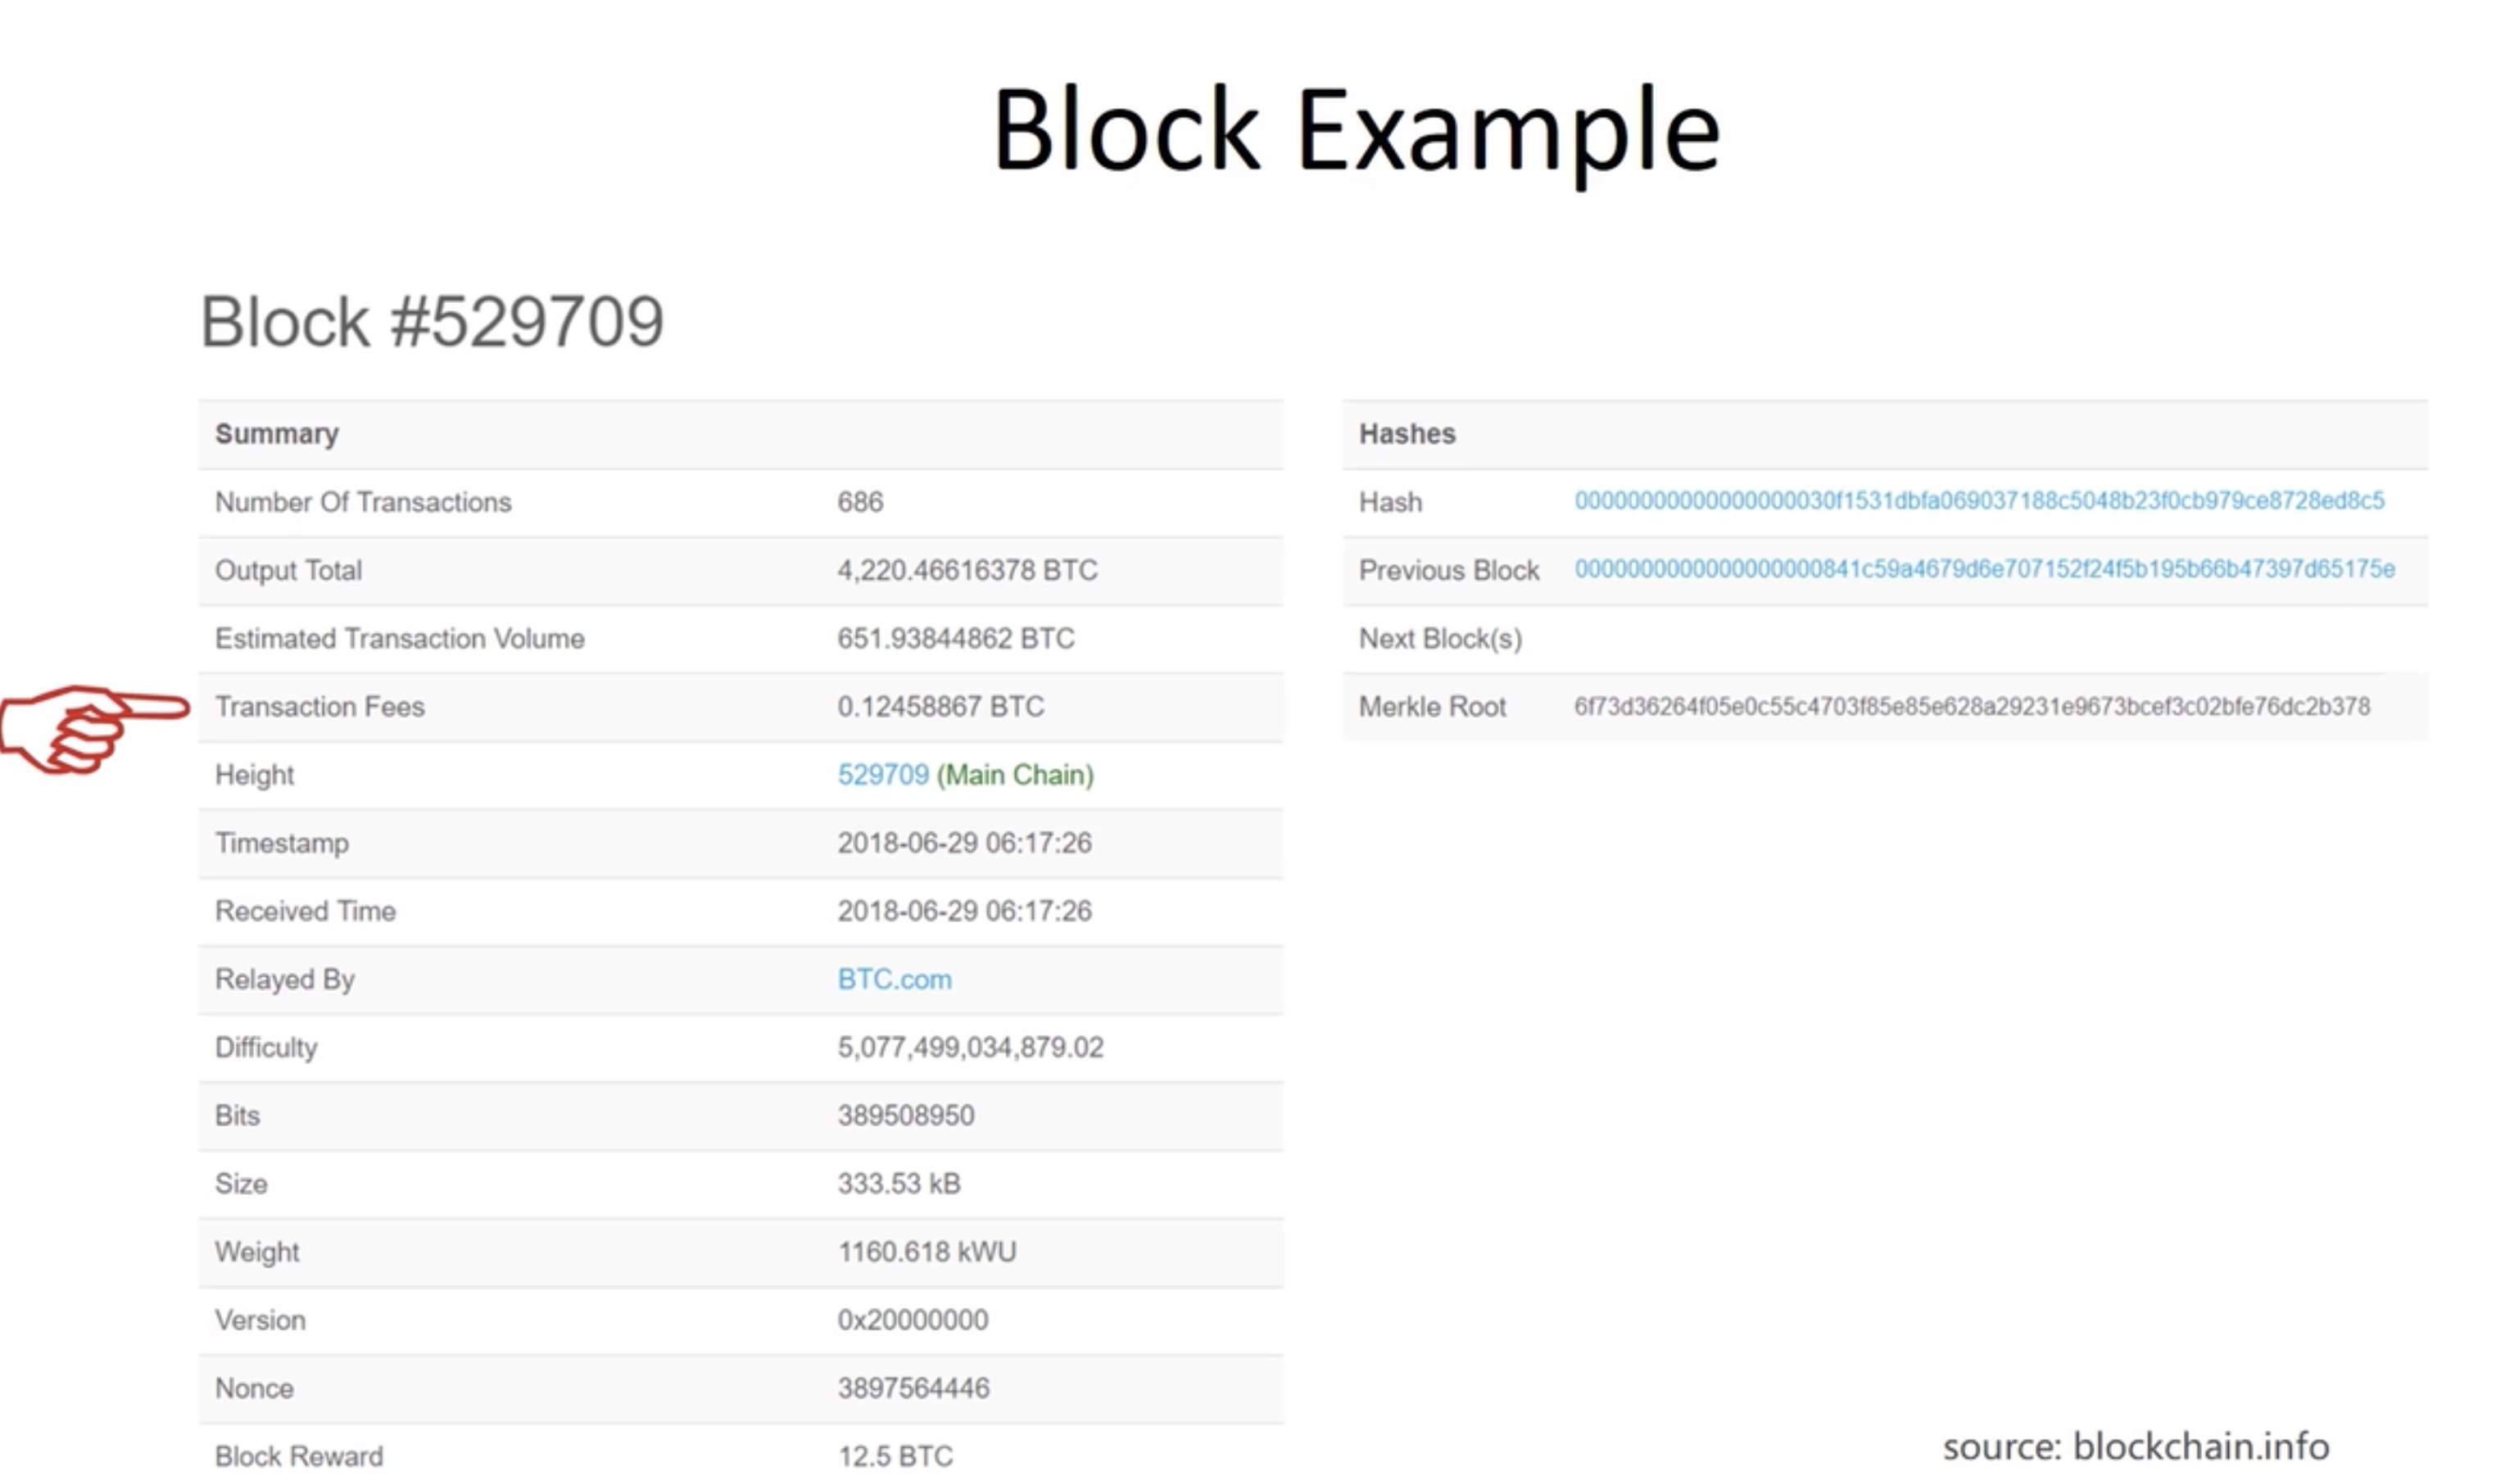 Block Example
Block #529709
Summary
Number Of Transactions 686
Output Total 4,220.46616378 BTC
Estimated Transaction Volume 651.93844862 BTC
Transaction Fees 0.12458867 BTC
Height 529709 (Main Chain)
Timestamp 2018-06-29 06:17:26
Received Time 2018-06-29 06:17:26
Relayed By BTC.com
Difficulty 5,077,499,034,879.02
Bits 389508950
Size 333.53 kB
Weight 1160.618 kWU
Version 0x20000000
Nonce 3897564446
Block Reward 12.5 BTC
Hashes
Hash 00000000000000000030f1531dbfa069037188c5048b23f0cb979ce8728ed8c5
Previous Block 0000000000000000000841c59a4679d6e707152f24f5b195b66b47397d65175e
Next Block(s)
Merkle Root 6f73d36264f05e0c55c4703f85e85e628a29231e9673bcef3c02bfe76dc2b378
source: blockchain.info